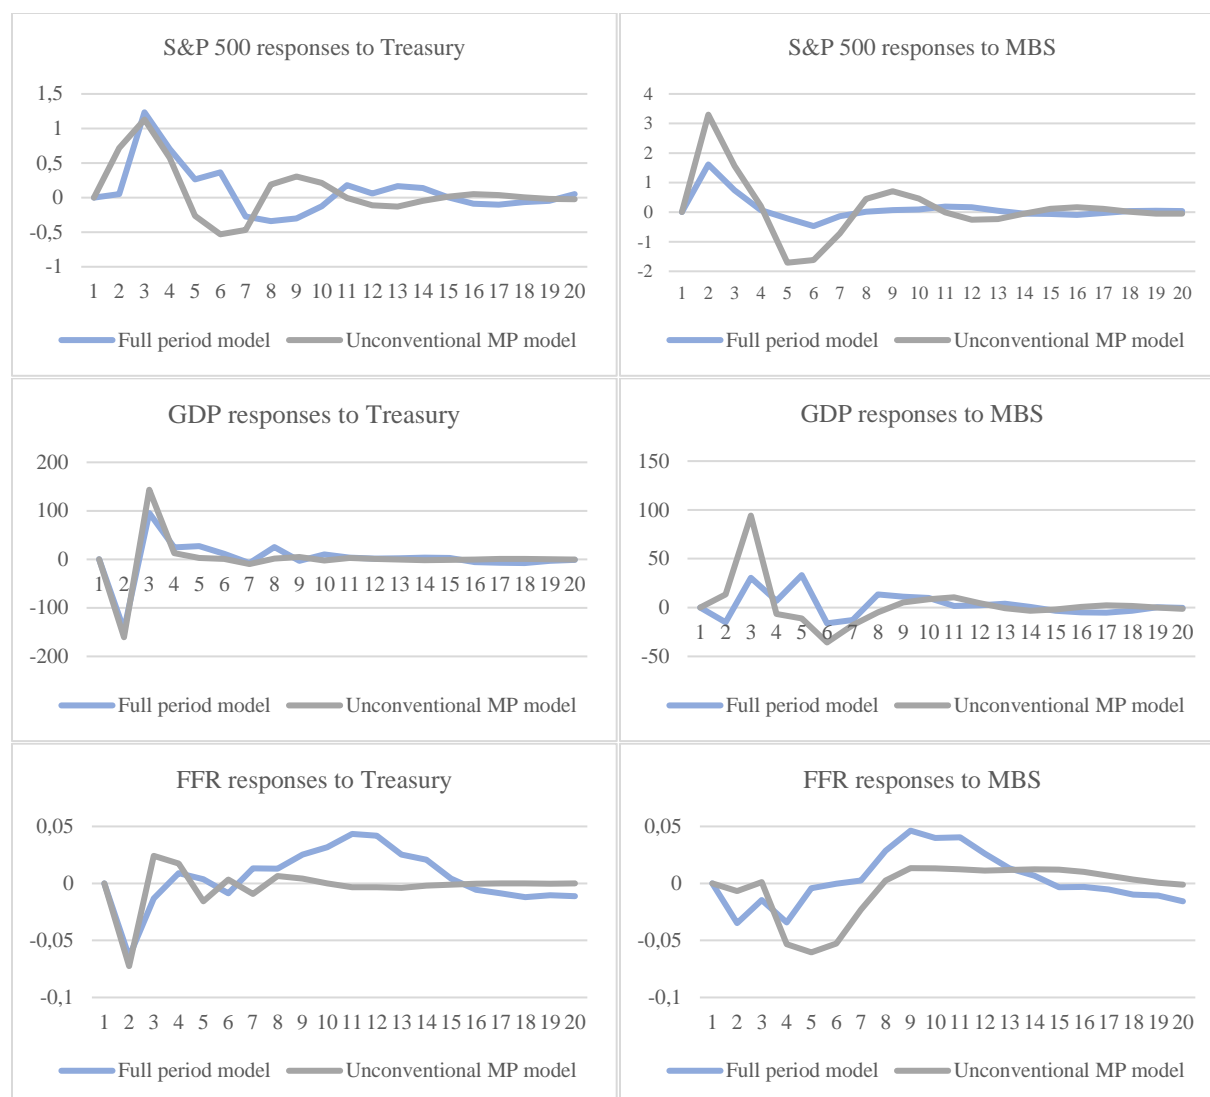 S&P 500 responses to Treasury
1,5
1
0,5
0
-0,5
-1
1 2 3 4 5 6 7 8 9 10 11 12 13 14 15 16 17 18 19 20
Full period model Unconventional MP model
S&P 500 responses to MBS
4
3
2
1
0
-1
-2
1 2 3 4 5 6 7 8 9 10 11 12 13 14 15 16 17 18 19 20
Full period model Unconventional MP model
GDP responses to Treasury
200
100
0
1 2 3 4 5 6 7 8 9 10 11 12 13 14 15 16 17 18 19 20
-100
-200
Full period model Unconventional MP model
GDP responses to MBS
150
100
50
0
1 2 3 4 5 6 7 8 9 10 11 12 13 14 15 16 17 18 19 20
-50
Full period model Unconventional MP model
FFR responses to Treasury
0,05
0
-0,05
-0,1
1 2 3 4 5 6 7 8 9 10 11 12 13 14 15 16 17 18 19 20
Full period model Unconventional MP model
FFR responses to MBS
0,05
0
-0,05
-0,1
1 2 3 4 5 6 7 8 9 10 11 12 13 14 15 16 17 18 19 20
Full period model Unconventional MP model